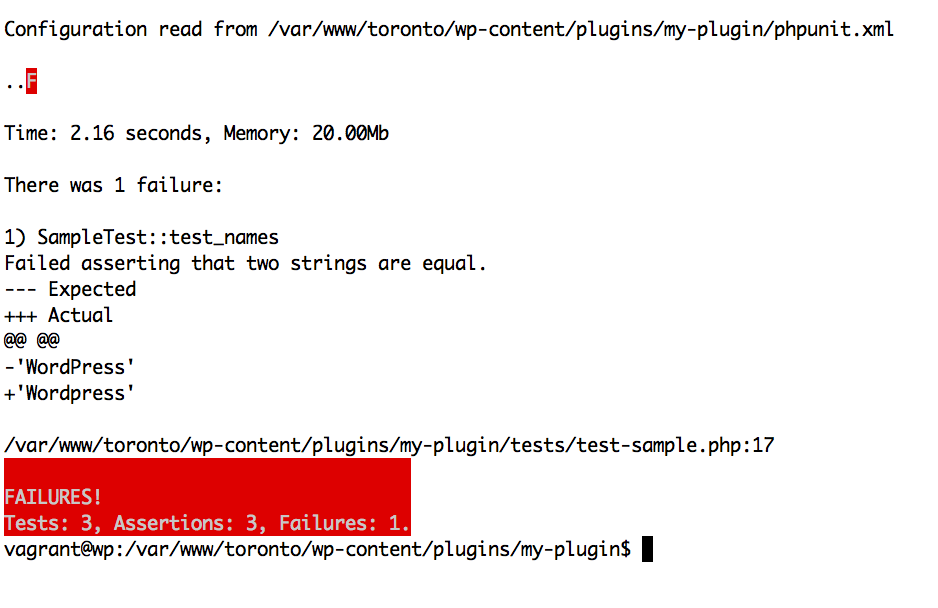 Configuration read from /var/www/toronto/wp-content/plugins/my-plugin/phpunit.xml
..F
Time: 2.16 seconds, Memory: 20.00Mb
There was 1 failure:
1) SampleTest::test_names
Failed asserting that two strings are equal.
--- Expected
+++ Actual
@@ @@
-'WordPress'
+'Wordpress'
/var/www/toronto/wp-content/plugins/my-plugin/tests/test-sample.php:17
FAILURES!
Tests: 3, Assertions: 3, Failures: 1.
vagrant@wp:/var/www/toronto/wp-content/plugins/my-plugin$